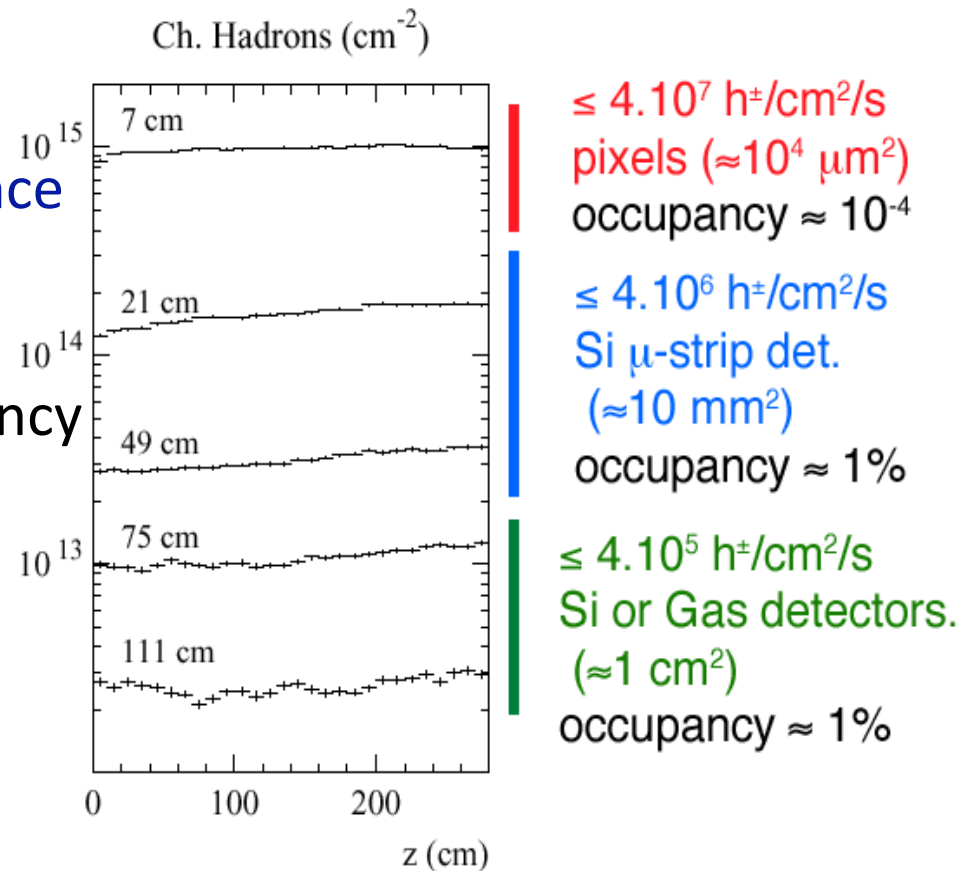 Ch. Hadrons (cm⁻²)
10¹⁵
10¹⁴
10¹³
7 cm
21 cm
49 cm
75 cm
111 cm
0 100 200
z (cm)
≤ 4.10⁷ h±/cm²/s
pixels (≈10⁴ μm²)
occupancy ≈ 10⁻⁴
≤ 4.10⁶ h±/cm²/s
Si μ-strip det.
(≈10 mm²)
occupancy ≈ 1%
≤ 4.10⁵ h±/cm²/s
Si or Gas detectors.
(≈1 cm²)
occupancy ≈ 1%